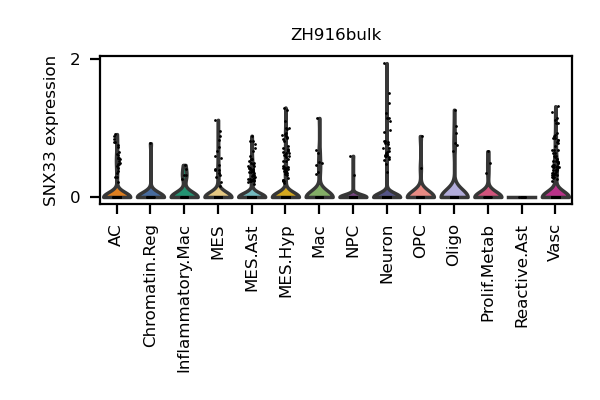 ZH916bulk
SNX33 expression
2
0
AC
Chromatin.Reg
Inflammatory.Mac
MES
MES.Ast
MES.Hyp
Mac
NPC
Neuron
OPC
Oligo
Prolif.Metab
Reactive.Ast
Vasc